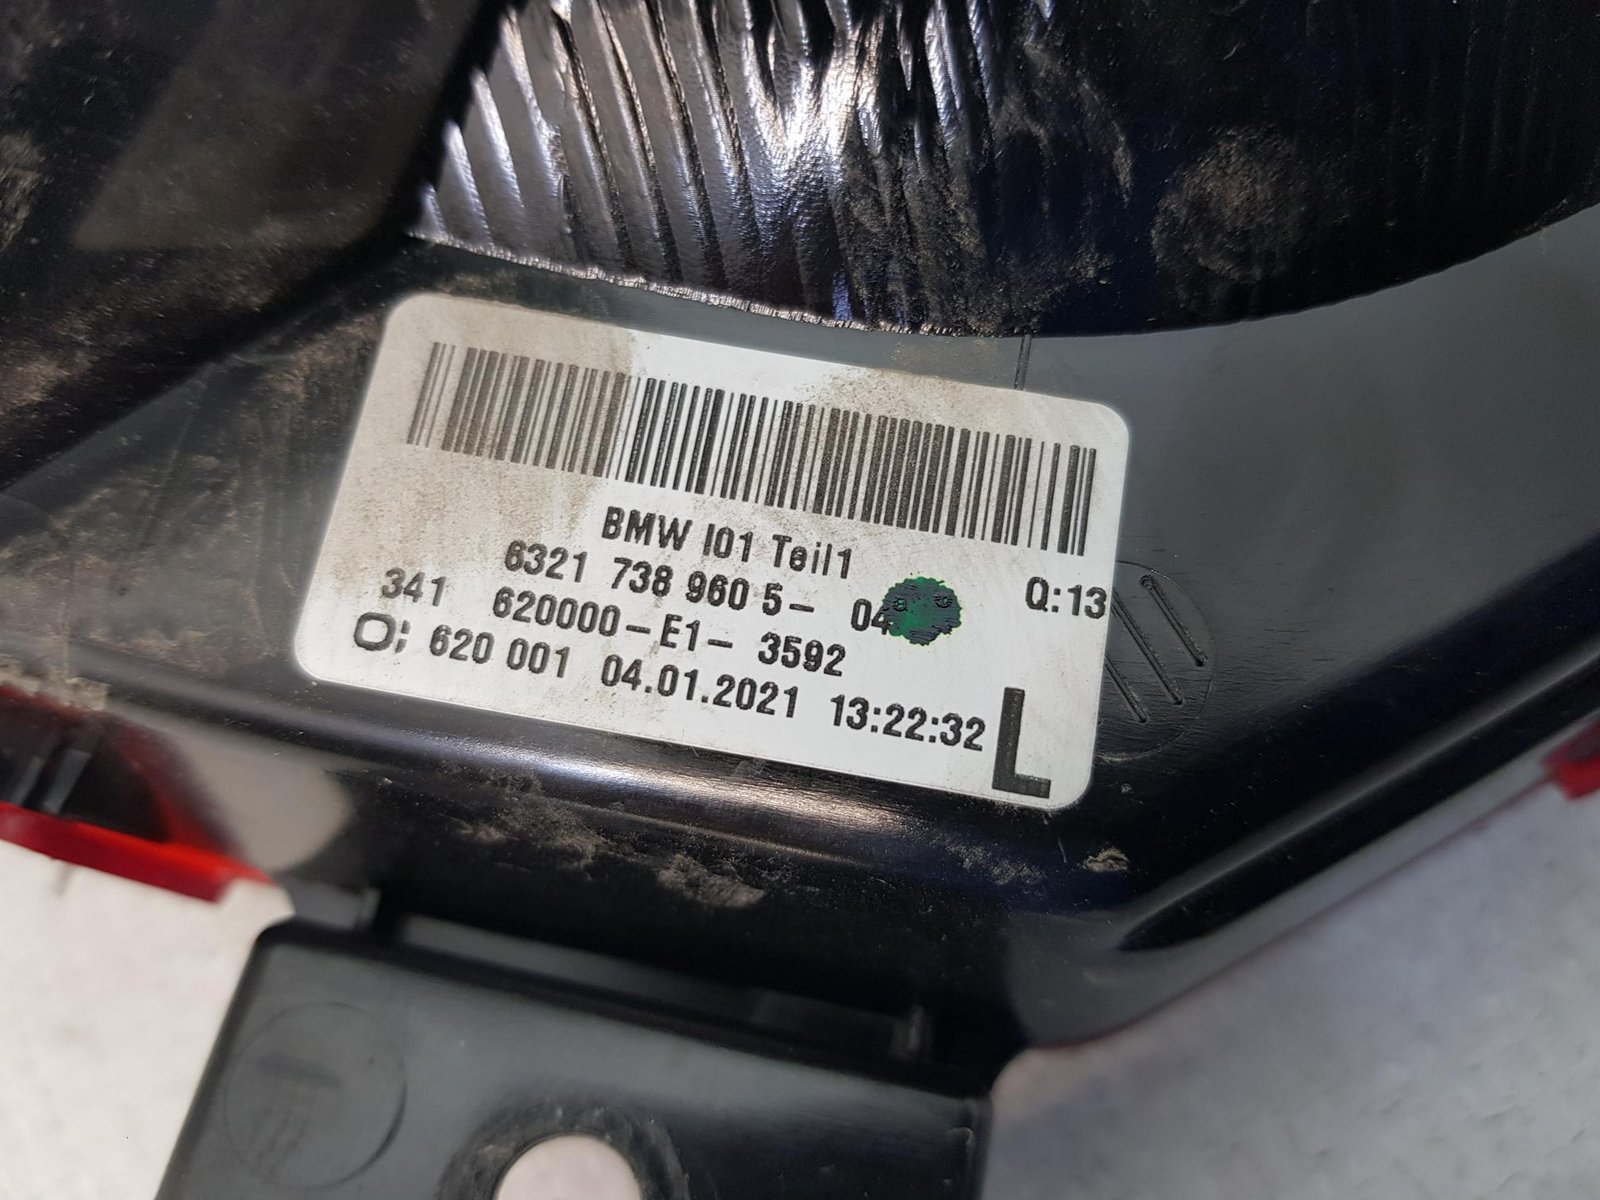 BMW I01 Teil1
6321 738 960 5- 04
Q:13
341 620000-E1- 3592
O; 620 001 04.01.2021 13:22:32
L